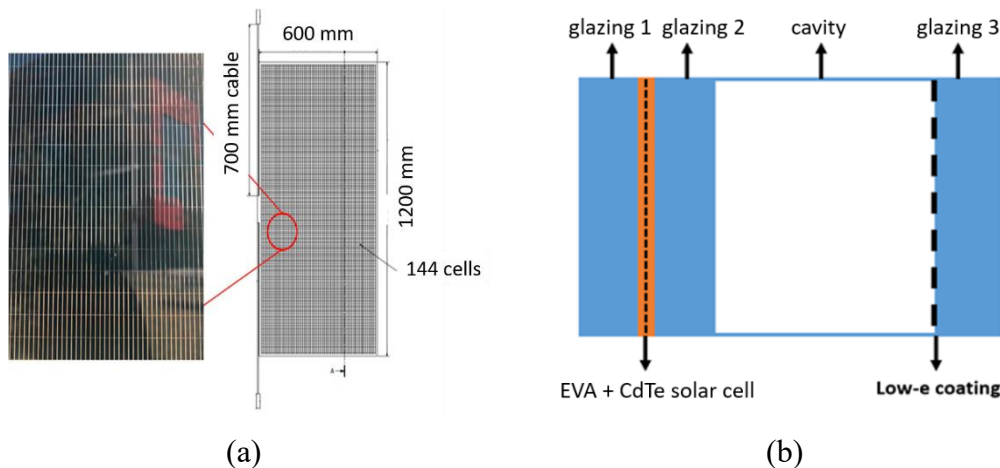 600 mm
700 mm cable
1200 mm
144 cells
A
(a)
glazing 1 glazing 2 cavity glazing 3
EVA + CdTe solar cell Low-e coating
(b)